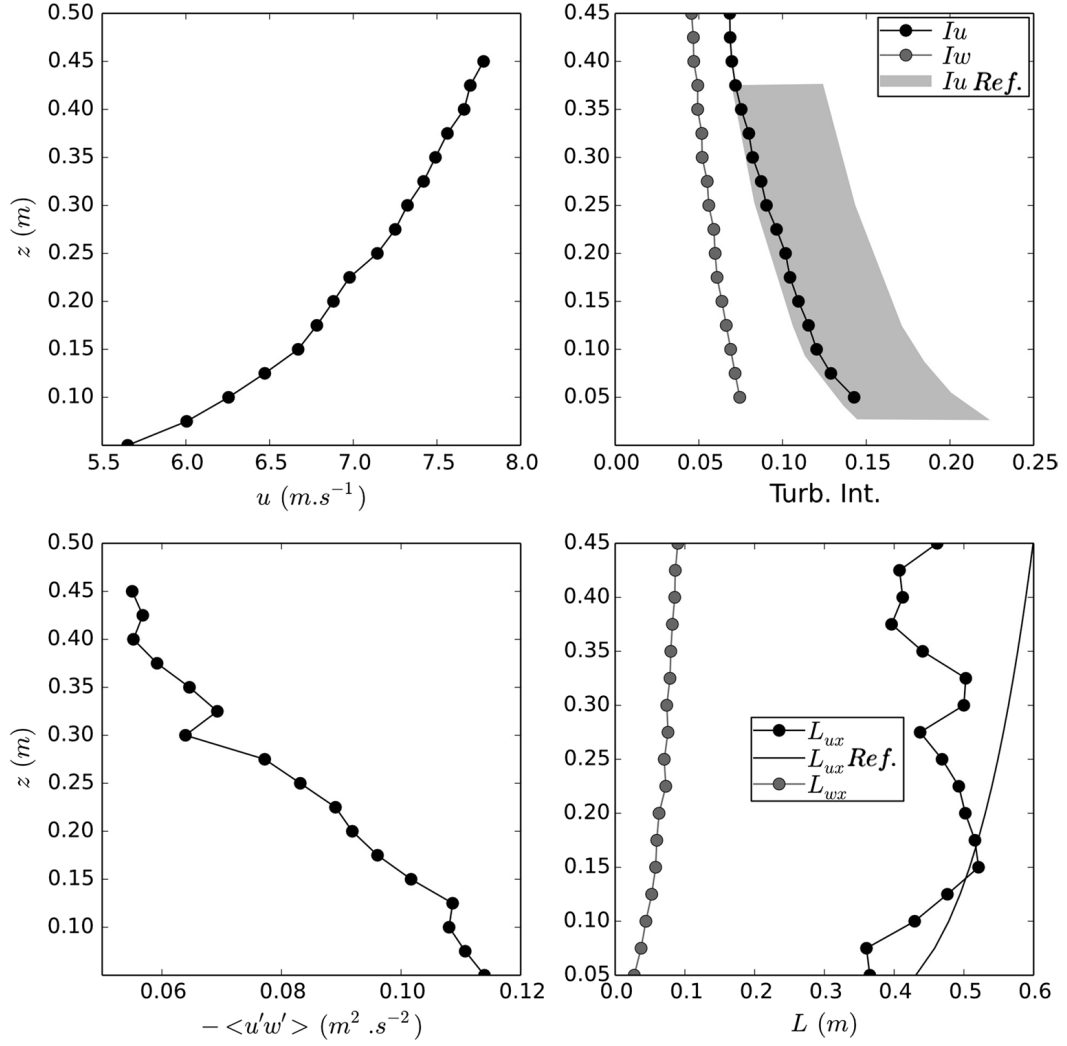 0.50
0.45
0.40
0.35
0.30
0.25
0.20
0.15
0.10
z (m)
5.5 6.0 6.5 7.0 7.5 8.0
u (m.s⁻¹)
0.45
0.40
0.35
0.30
0.25
0.20
0.15
0.10
0.05
Iu
Iw
Iu Ref.
0.00 0.05 0.10 0.15 0.20 0.25
Turb. Int.
0.50
0.45
0.40
0.35
0.30
0.25
0.20
0.15
0.10
z (m)
0.06 0.08 0.10 0.12
− <u′w′> (m² .s⁻²)
0.45
0.40
0.35
0.30
0.25
0.20
0.15
0.10
0.05
L_ux
L_ux Ref.
L_wx
0.0 0.1 0.2 0.3 0.4 0.5 0.6
L (m)